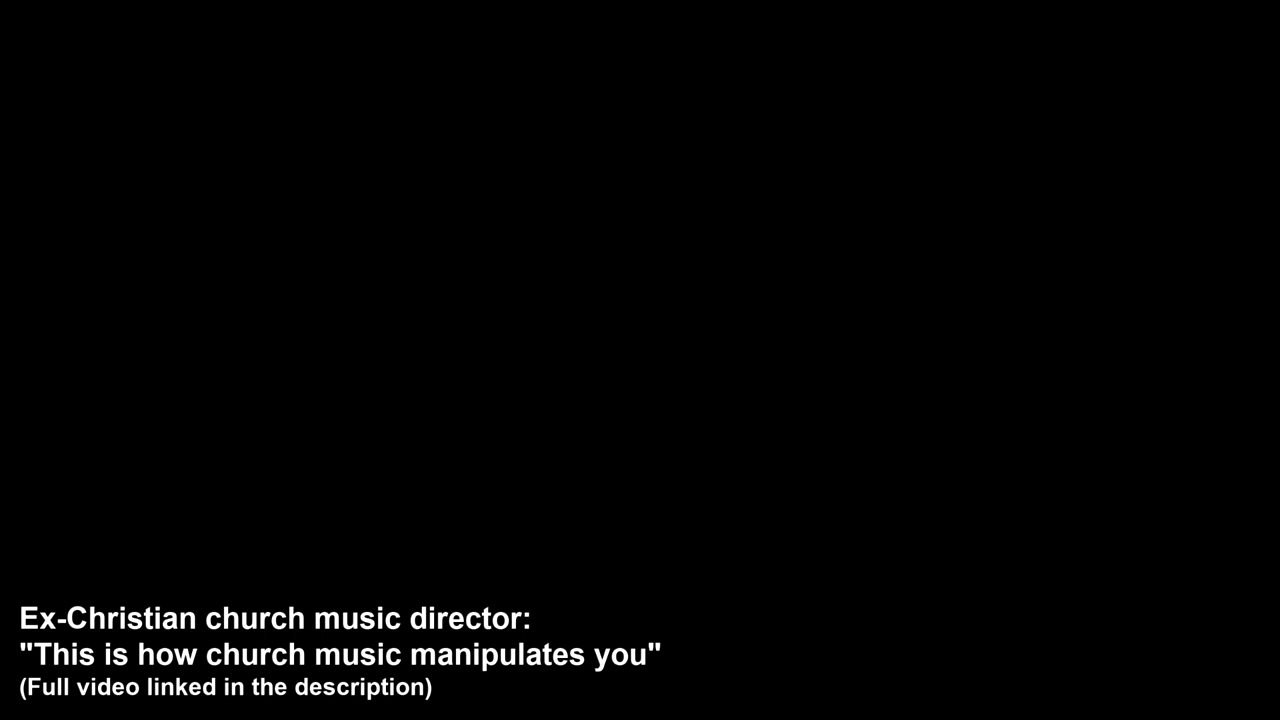 Ex-Christian church music director:
"This is how church music manipulates you"
(Full video linked in the description)